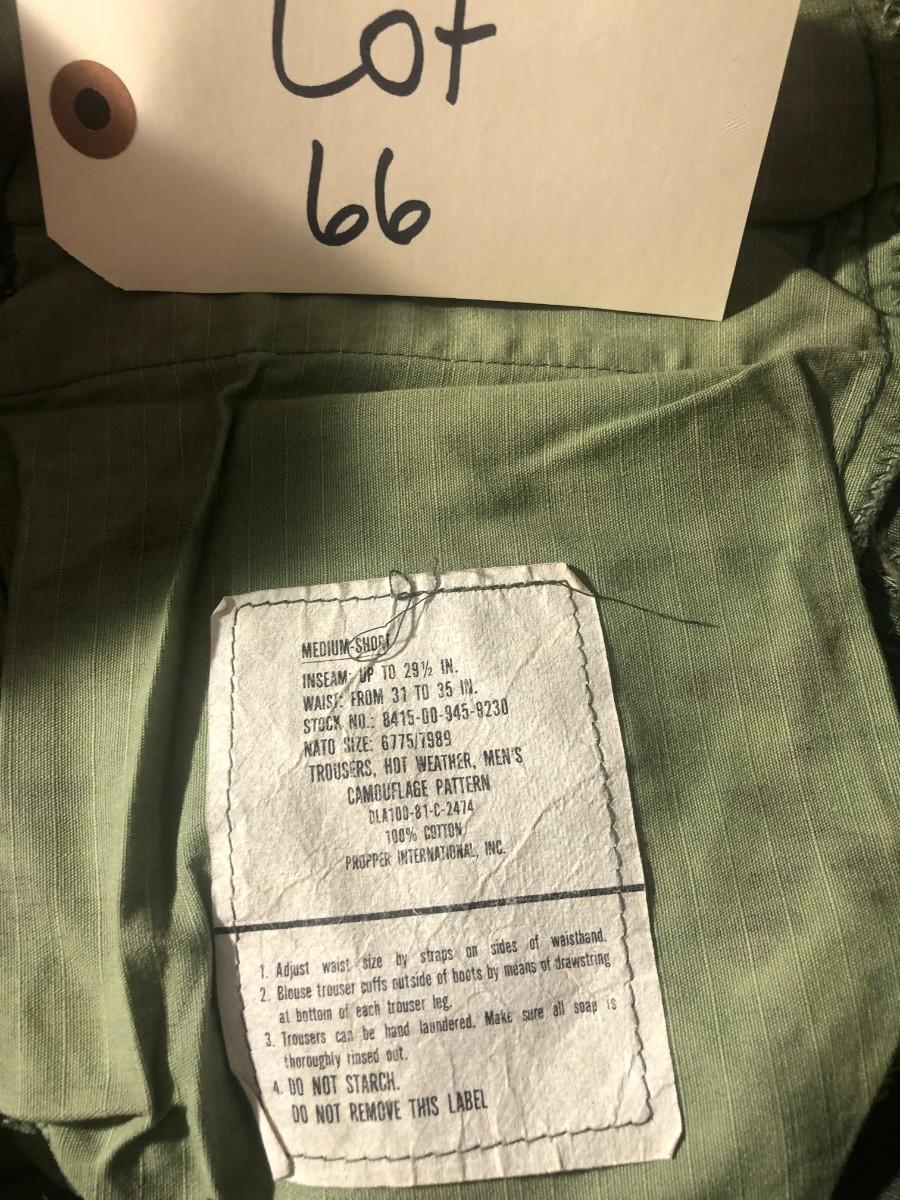 Lot
66
MEDIUM-SHORT
INSEAM: UP TO 29½ IN.
WAIST: FROM 31 TO 35 IN.
STOCK NO.: 8415-00-945-9230
NATO SIZE: 6775/7989
TROUSERS, HOT WEATHER, MEN'S
CAMOUFLAGE PATTERN
DLA100-81-C-2474
100% COTTON
PROPPER INTERNATIONAL, INC.
1. Adjust waist size by straps on sides of waistband.
2. Blouse trouser cuffs outside of boots by means of drawstring
at bottom of each trouser leg.
3. Trousers can be hand laundered. Make sure all soap is
thoroughly rinsed out.
4. DO NOT STARCH.
DO NOT REMOVE THIS LABEL